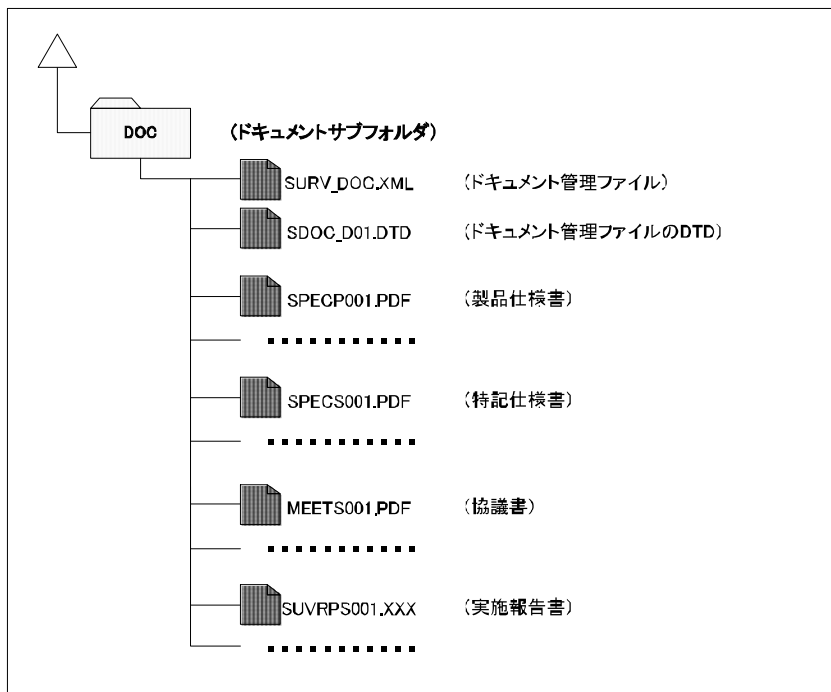 DOC (ドキュメントサブフォルダ)
SURV_DOC.XML (ドキュメント管理ファイル)
SDOC_D01.DTD (ドキュメント管理ファイルのDTD)
SPECP001.PDF (製品仕様書)
...........
SPECS001.PDF (特記仕様書)
...........
MEETS001.PDF (協議書)
...........
SUVRPS001.XXX (実施報告書)
...........